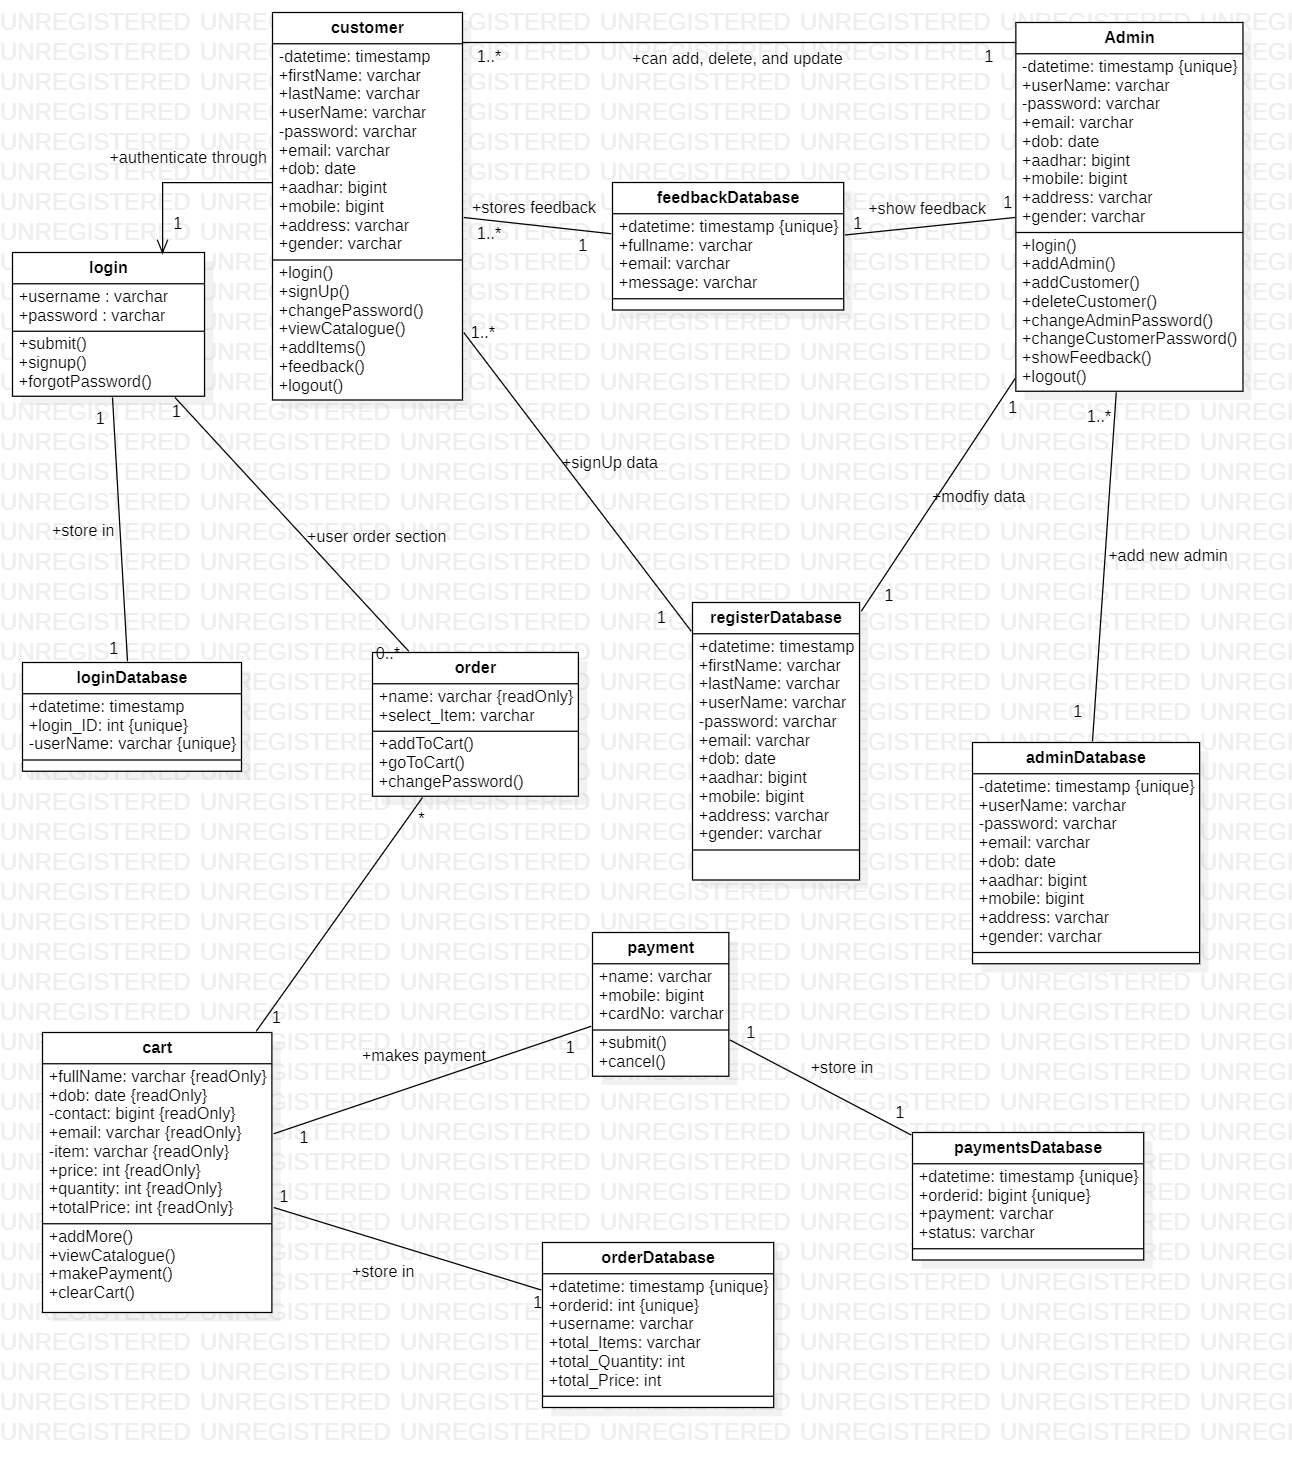 customer
-datetime: timestamp
+firstName: varchar
+lastName: varchar
+userName: varchar
-password: varchar
+email: varchar
+dob: date
+aadhar: bigint
+mobile: bigint
+address: varchar
+gender: varchar
+login()
+signUp()
+changePassword()
+viewCatalogue()
+addItems()
+feedback()
+logout()
1..*
+can add, delete, and update
1
Admin
-datetime: timestamp {unique}
+userName: varchar
-password: varchar
+email: varchar
+dob: date
+aadhar: bigint
+mobile: bigint
+address: varchar
+gender: varchar
+login()
+addAdmin()
+addCustomer()
+deleteCustomer()
+changeAdminPassword()
+changeCustomerPassword()
+showFeedback()
+logout()
+authenticate through
1
+stores feedback
1..*
1
feedbackDatabase
+datetime: timestamp {unique}
+fullname: varchar
+email: varchar
+message: varchar
1
+show feedback
1
login
+username : varchar
+password : varchar
+submit()
+signup()
+forgotPassword()
1
+store in
1
1
+user order section
0..*
1..*
+signUp data
1
1
+modfiy data
1
1..*
+add new admin
1
loginDatabase
+datetime: timestamp
+login_ID: int {unique}
-userName: varchar {unique}
order
+name: varchar {readOnly}
+select_Item: varchar
+addToCart()
+goToCart()
+changePassword()
*
1
registerDatabase
+datetime: timestamp
+firstName: varchar
+lastName: varchar
+userName: varchar
-password: varchar
+email: varchar
+dob: date
+aadhar: bigint
+mobile: bigint
+address: varchar
+gender: varchar
adminDatabase
-datetime: timestamp {unique}
+userName: varchar
-password: varchar
+email: varchar
+dob: date
+aadhar: bigint
+mobile: bigint
+address: varchar
+gender: varchar
payment
+name: varchar
+mobile: bigint
+cardNo: varchar
+submit()
+cancel()
cart
+fullName: varchar {readOnly}
+dob: date {readOnly}
-contact: bigint {readOnly}
+email: varchar {readOnly}
-item: varchar {readOnly}
+price: int {readOnly}
+quantity: int {readOnly}
+totalPrice: int {readOnly}
+addMore()
+viewCatalogue()
+makePayment()
+clearCart()
+makes payment
1
1
1
+store in
1
paymentsDatabase
+datetime: timestamp {unique}
+orderid: bigint {unique}
+payment: varchar
+status: varchar
1
+store in
1
orderDatabase
+datetime: timestamp {unique}
+orderid: int {unique}
+username: varchar
+total_Items: varchar
+total_Quantity: int
+total_Price: int
UNREGISTERED